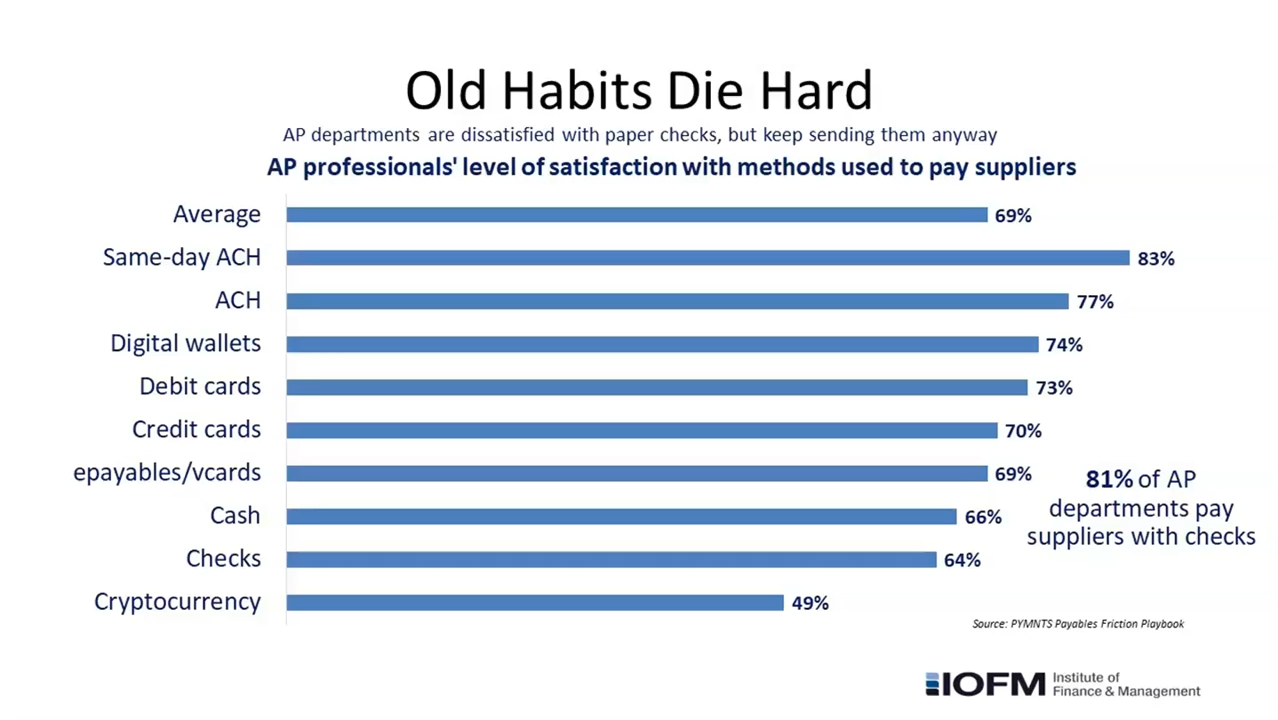 Old Habits Die Hard
AP departments are dissatisfied with paper checks, but keep sending them anyway
AP professionals' level of satisfaction with methods used to pay suppliers
Average 69%
Same-day ACH 83%
ACH 77%
Digital wallets 74%
Debit cards 73%
Credit cards 70%
epayables/vcards 69%
Cash 66%
Checks 64%
Cryptocurrency 49%
81% of AP
departments pay
suppliers with checks
Source: PYMNTS Payables Friction Playbook
IOFM
Institute of
Finance & Management